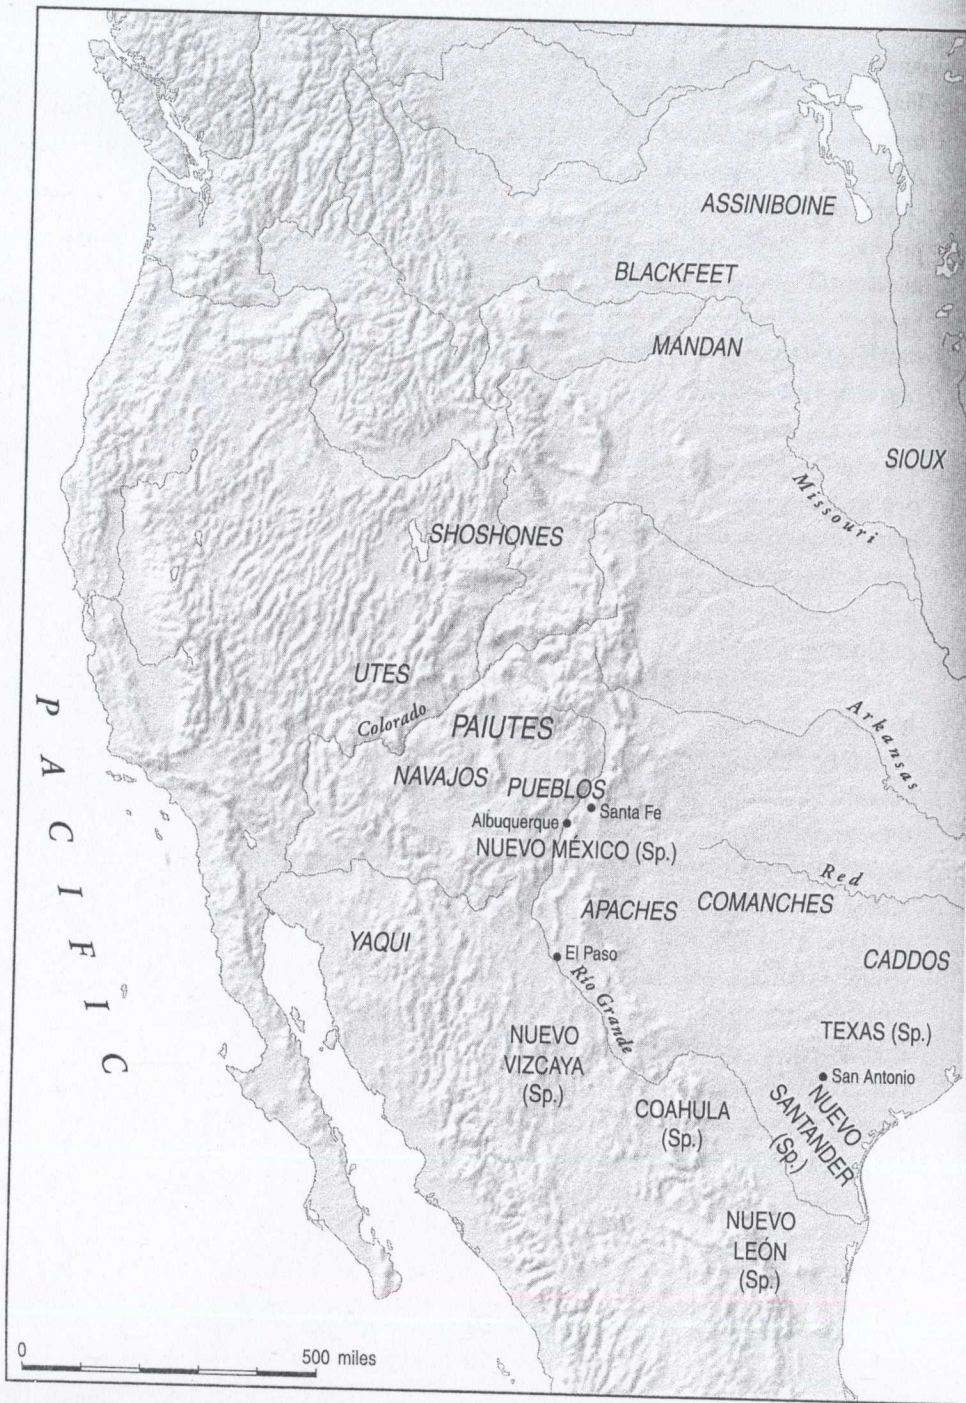 ASSINIBOINE
BLACKFEET
MANDAN
SIOUX
Missouri
SHOSHONES
UTES
Colorado
PAIUTES
Arkansas
NAVAJOS
PUEBLOS
Santa Fe
Albuquerque
NUEVO MÉXICO (Sp.)
Red
APACHES
COMANCHES
YAQUI
El Paso
CADDOS
Río Grande
TEXAS (Sp.)
NUEVO
VIZCAYA
(Sp.)
San Antonio
COAHULA
(Sp.)
NUEVO
SANTANDER
(Sp.)
NUEVO
LEÓN
(Sp.)
PACIFIC
0
500 miles